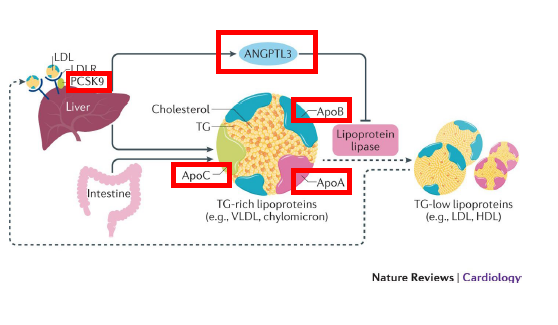 LDL
LDLR
PCSK9
Liver
ANGPTL3
Cholesterol
TG
ApoB
Lipoprotein
lipase
ApoC
ApoA
Intestine
TG-rich lipoproteins
(e.g., VLDL, chylomicron)
TG-low lipoproteins
(e.g., LDL, HDL)
Nature Reviews | Cardiology